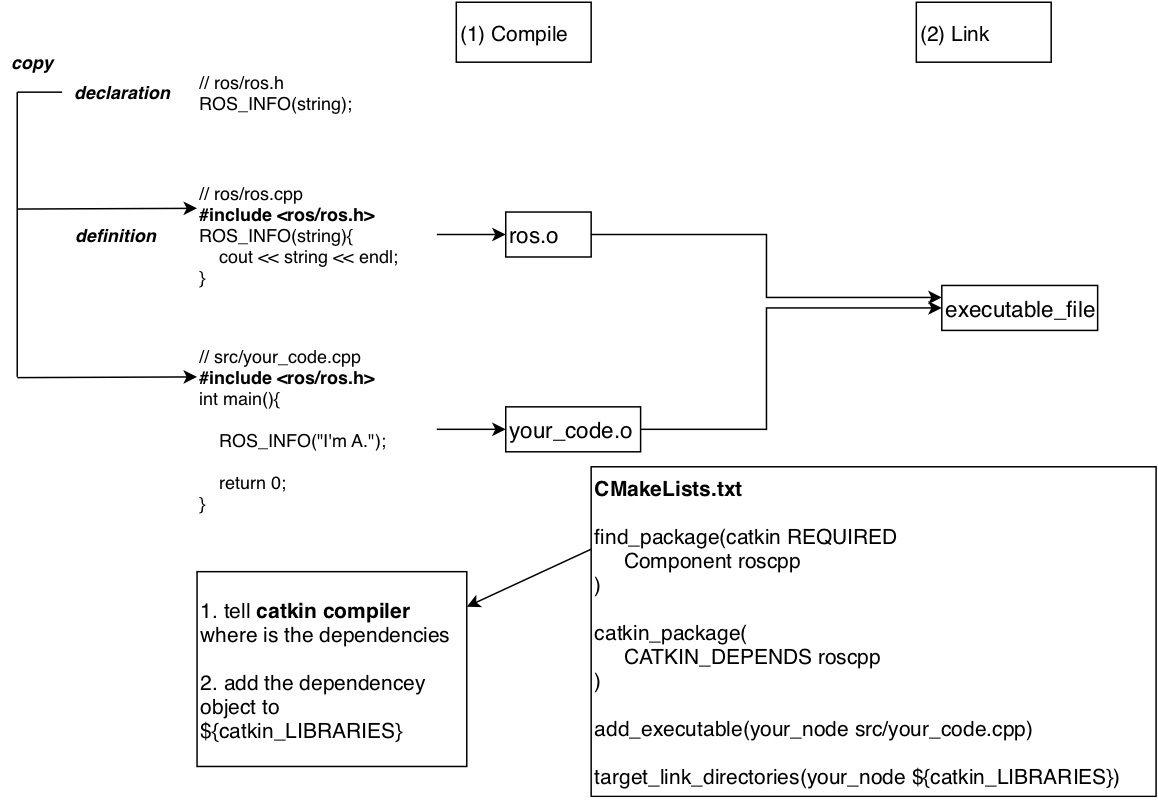 (1) Compile
(2) Link
copy
declaration
// ros/ros.h
ROS_INFO(string);
// ros/ros.cpp
#include <ros/ros.h>
definition
ROS_INFO(string){
cout << string << endl;
}
ros.o
executable_file
// src/your_code.cpp
#include <ros/ros.h>
int main(){
ROS_INFO("I'm A.");
return 0;
}
your_code.o
CMakeLists.txt
find_package(catkin REQUIRED
Component roscpp
)
catkin_package(
CATKIN_DEPENDS roscpp
)
add_executable(your_node src/your_code.cpp)
target_link_directories(your_node ${catkin_LIBRARIES})
1. tell catkin compiler
where is the dependencies
2. add the dependencey
object to
${catkin_LIBRARIES}